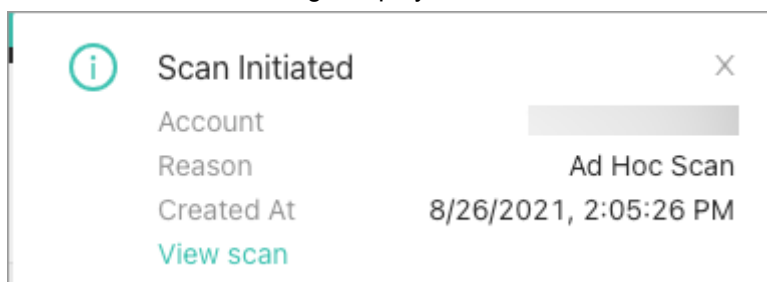 Scan Initiated X
Account
Reason Ad Hoc Scan
Created At 8/26/2021, 2:05:26 PM
View scan